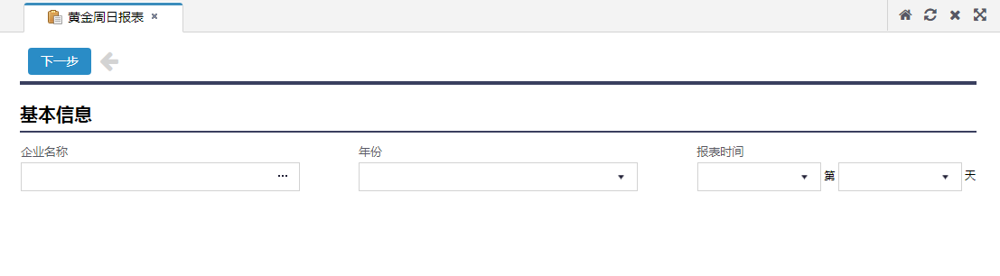 黄金周日报表
下一步
基本信息
企业名称 年份 报表时间
... 第 天